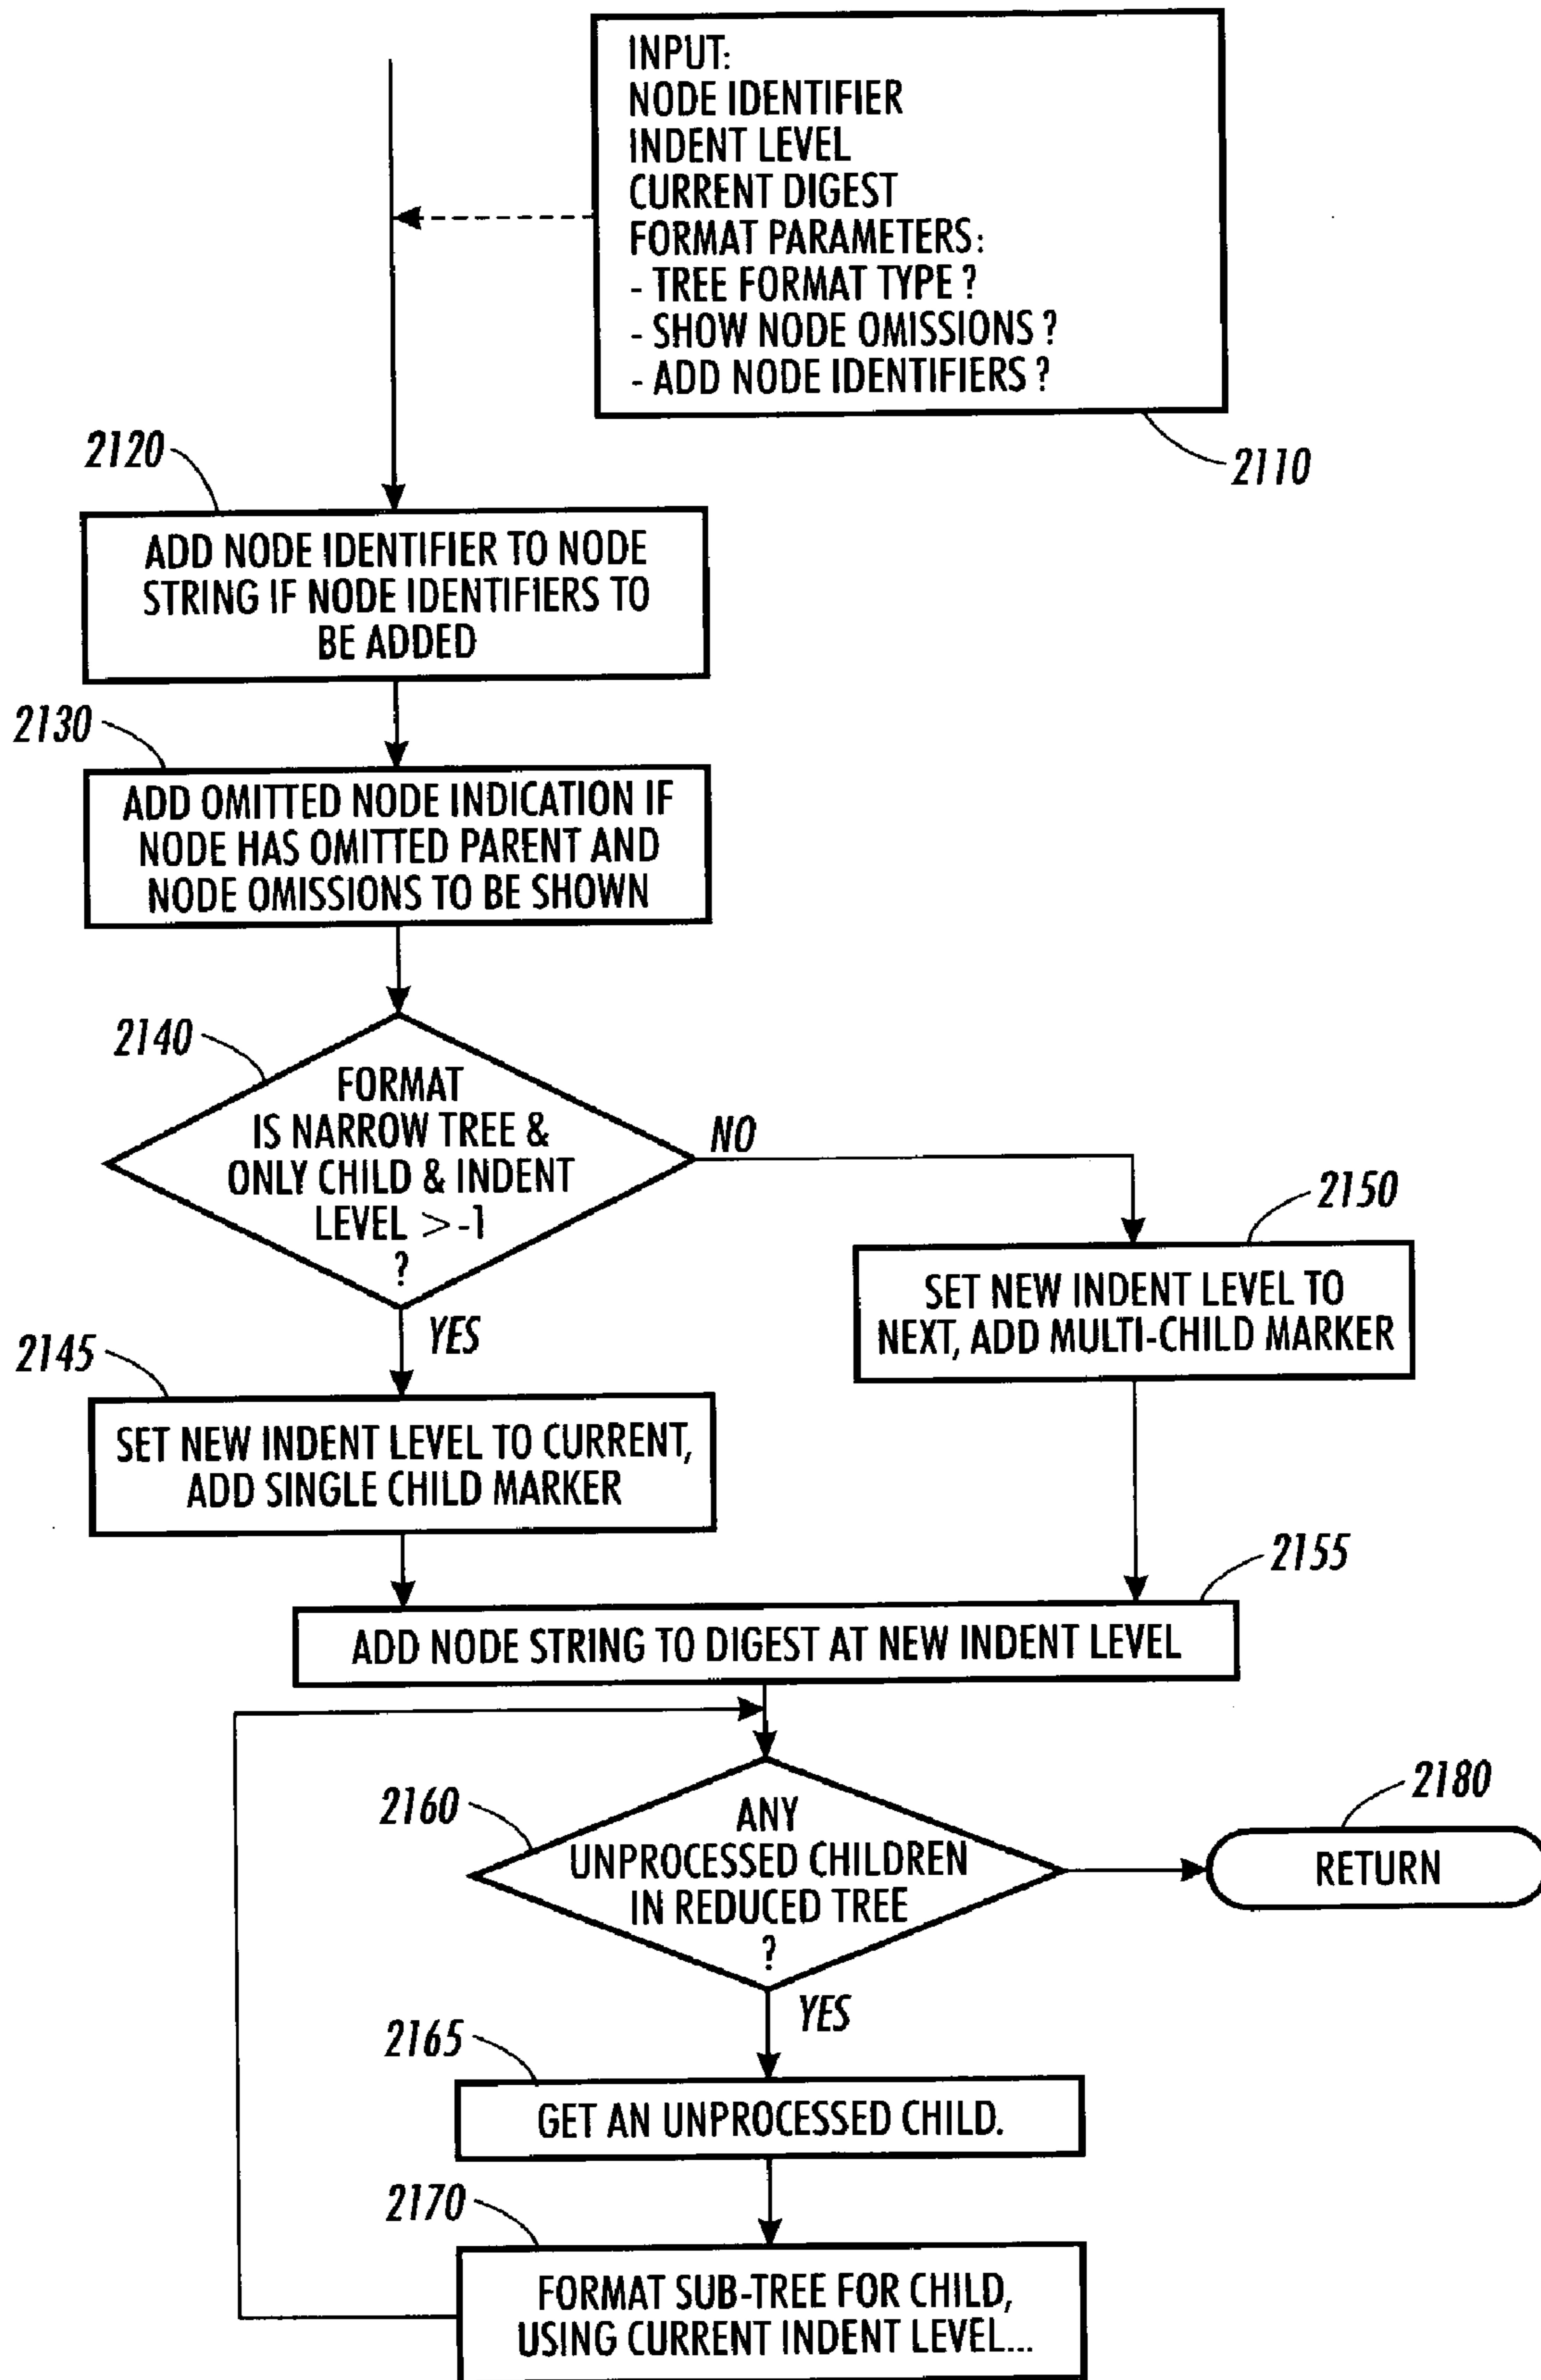 INPUT:
NODE IDENTIFIER
INDENT LEVEL
CURRENT DIGEST
FORMAT PARAMETERS:
- TREE FORMAT TYPE ?
- SHOW NODE OMISSIONS ?
- ADD NODE IDENTIFIERS ?
2110
2120
ADD NODE IDENTIFIER TO NODE
STRING IF NODE IDENTIFIERS TO
BE ADDED
2130
ADD OMITTED NODE INDICATION IF
NODE HAS OMITTED PARENT AND
NODE OMISSIONS TO BE SHOWN
2140
FORMAT
IS NARROW TREE &
ONLY CHILD & INDENT
LEVEL > -1
?
NO
YES
2150
SET NEW INDENT LEVEL TO
NEXT, ADD MULTI-CHILD MARKER
2145
SET NEW INDENT LEVEL TO CURRENT,
ADD SINGLE CHILD MARKER
2155
ADD NODE STRING TO DIGEST AT NEW INDENT LEVEL
2160
ANY
UNPROCESSED CHILDREN
IN REDUCED TREE
?
2180
RETURN
YES
2165
GET AN UNPROCESSED CHILD.
2170
FORMAT SUB-TREE FOR CHILD,
USING CURRENT INDENT LEVEL...